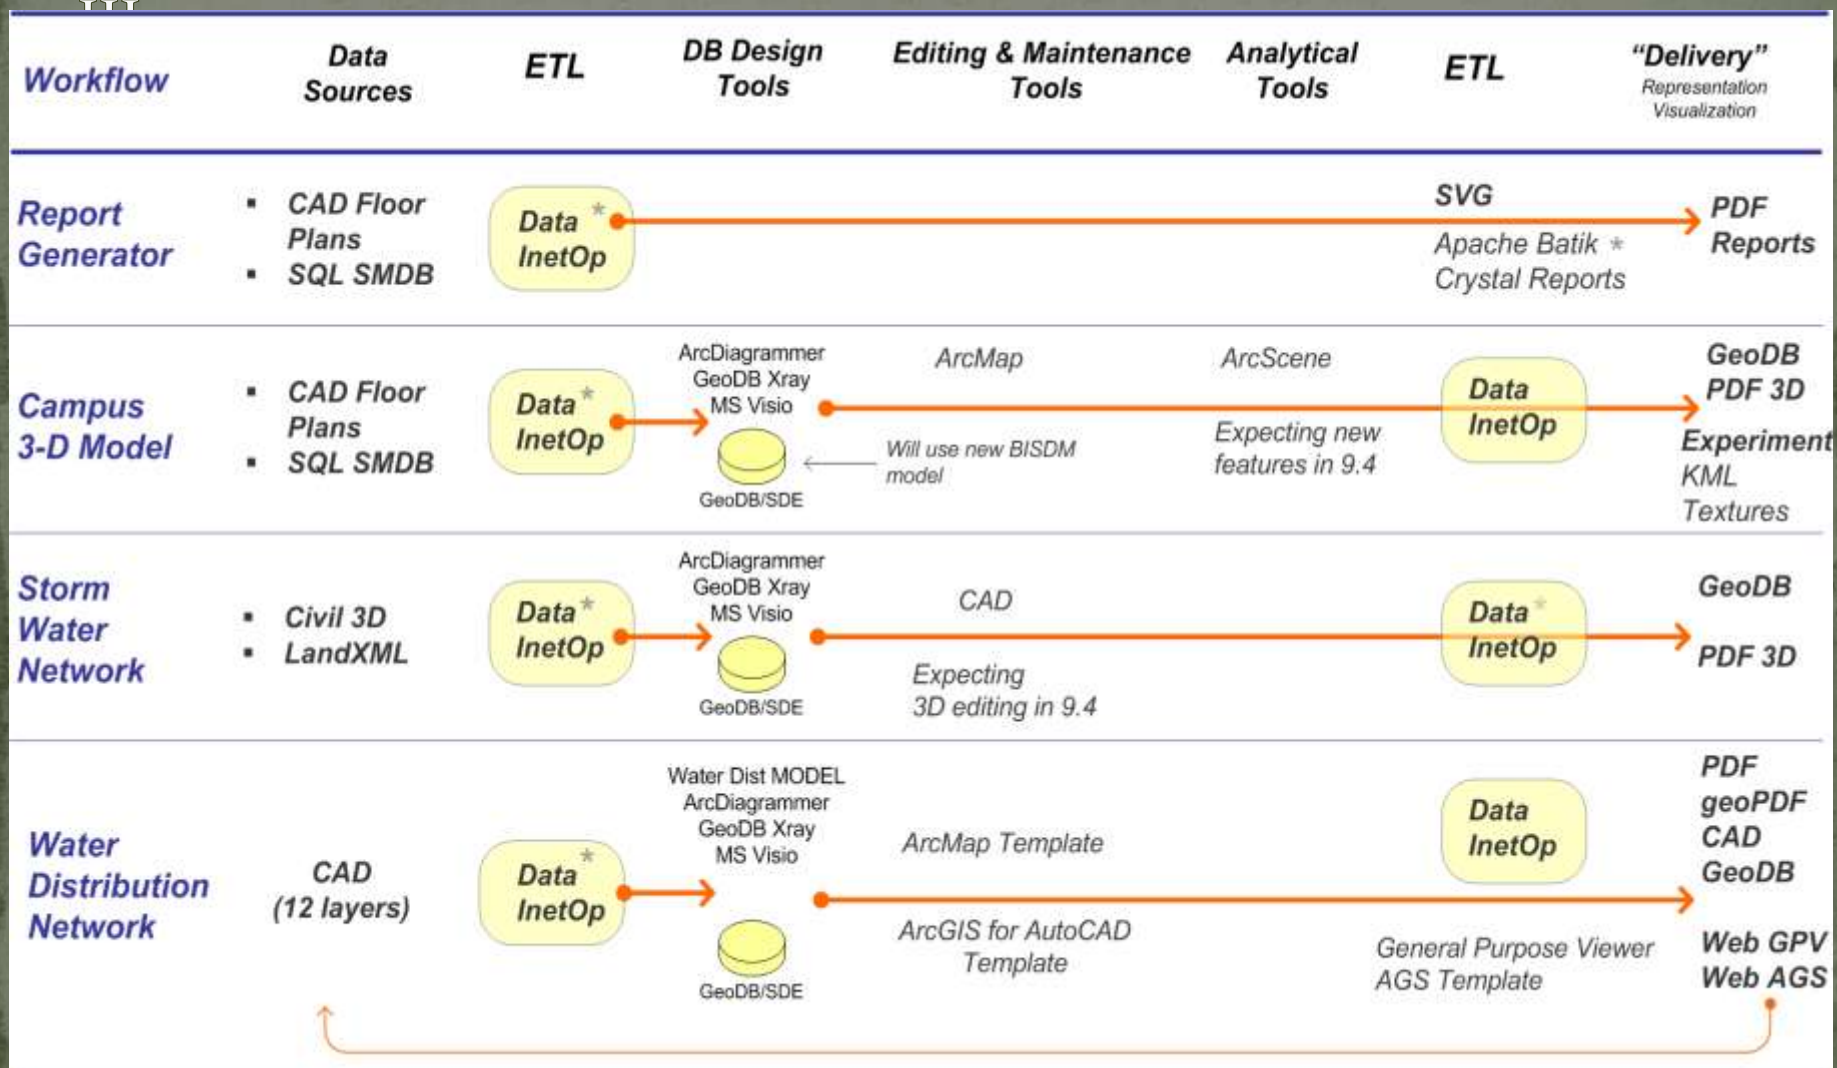 Workflow
Data
Sources
ETL
DB Design
Tools
Editing & Maintenance
Tools
Analytical
Tools
ETL
“Delivery”
Representation
Visualization
Report
Generator
▪ CAD Floor
Plans
▪ SQL SMDB
Data *
InetOp
SVG
Apache Batik *
Crystal Reports
PDF
Reports
Campus
3-D Model
▪ CAD Floor
Plans
▪ SQL SMDB
Data *
InetOp
ArcDiagrammer
GeoDB Xray
MS Visio
GeoDB/SDE
ArcMap
Will use new BISDM
model
ArcScene
Expecting new
features in 9.4
Data
InetOp
GeoDB
PDF 3D
Experiment
KML
Textures
Storm
Water
Network
▪ Civil 3D
▪ LandXML
Data *
InetOp
ArcDiagrammer
GeoDB Xray
MS Visio
GeoDB/SDE
CAD
Expecting
3D editing in 9.4
Data *
InetOp
GeoDB
PDF 3D
Water
Distribution
Network
CAD
(12 layers)
Data *
InetOp
Water Dist MODEL
ArcDiagrammer
GeoDB Xray
MS Visio
GeoDB/SDE
ArcMap Template
ArcGIS for AutoCAD
Template
Data
InetOp
General Purpose Viewer
AGS Template
PDF
geoPDF
CAD
GeoDB
Web GPV
Web AGS